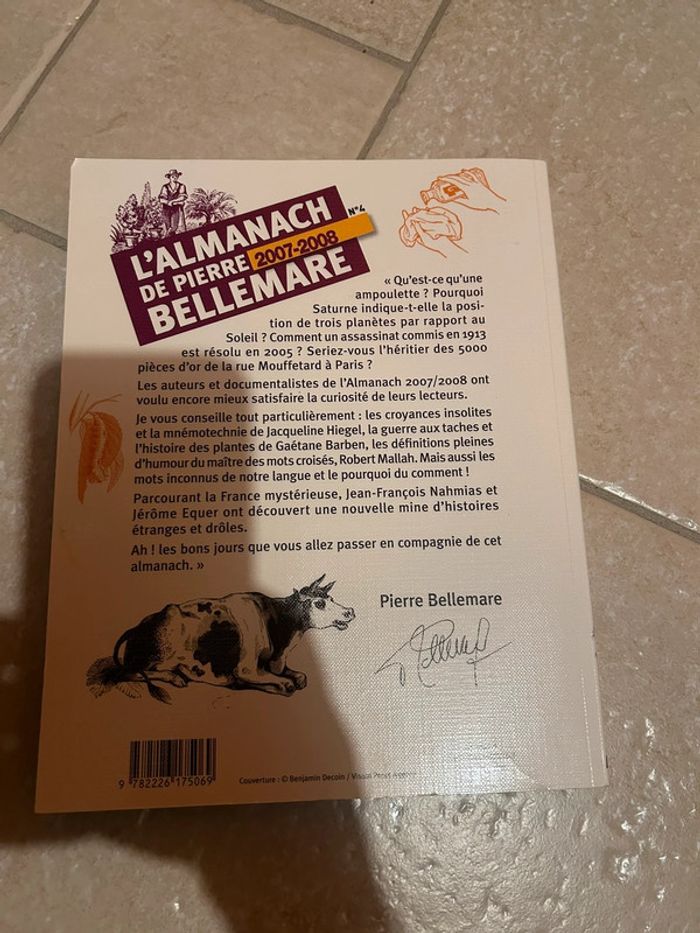 L'ALMANACH
N°4
DE PIERRE 2007-2008
BELLEMARE
« Qu'est-ce qu'une
ampoulette ? Pourquoi
Saturne indique-t-elle la posi-
tion de trois planètes par rapport au
Soleil ? Comment un assassinat commis en 1913
est résolu en 2005 ? Seriez-vous l'héritier des 5000
pièces d'or de la rue Mouffetard à Paris ?
Les auteurs et documentalistes de l'Almanach 2007/2008 ont
voulu encore mieux satisfaire la curiosité de leurs lecteurs.
Je vous conseille tout particulièrement : les croyances insolites
et la mnémotechnie de Jacqueline Hiegel, la guerre aux taches et
l'histoire des plantes de Gaétane Barben, les définitions pleines
d'humour du maître des mots croisés, Robert Mallah. Mais aussi les
mots inconnus de notre langue et le pourquoi du comment !
Parcourant la France mystérieuse, Jean-François Nahmias et
Jérôme Equer ont découvert une nouvelle mine d'histoires
étranges et drôles.
Ah ! les bons jours que vous allez passer en compagnie de cet
almanach. »
Pierre Bellemare
9 782226 175069
Couverture : © Benjamin Decoin / Visual Press Agency